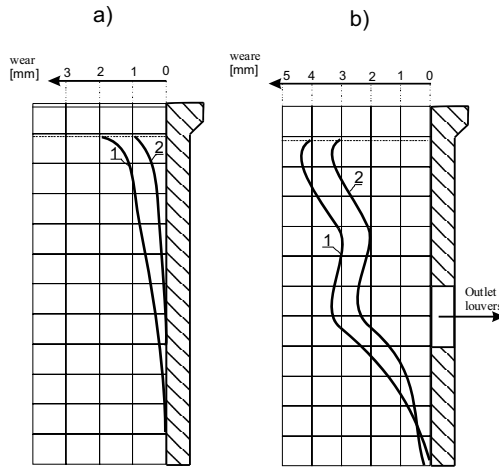 a)
b)
wear
[mm]
3 2 1 0
weare
[mm]
5 4 3 2 1 0
1
2
2
1
Outlet
louvers